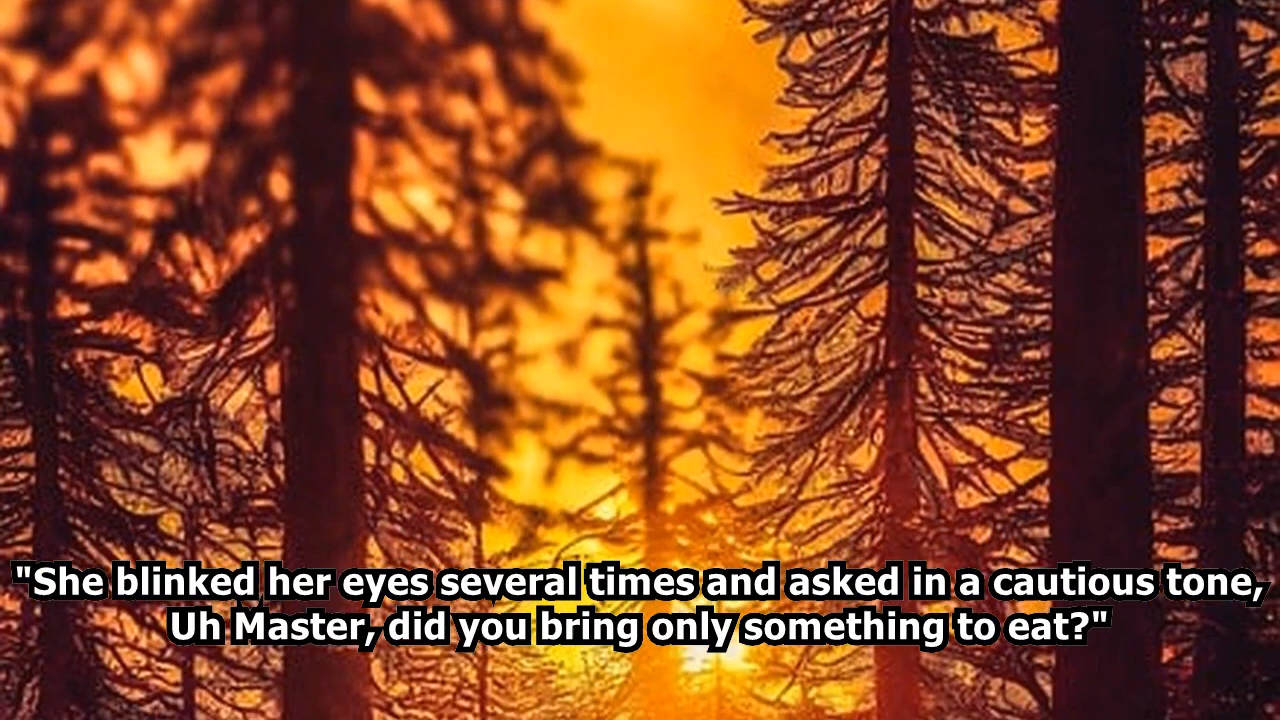 "She blinked her eyes several times and asked in a cautious tone,
Uh Master, did you bring only something to eat?"